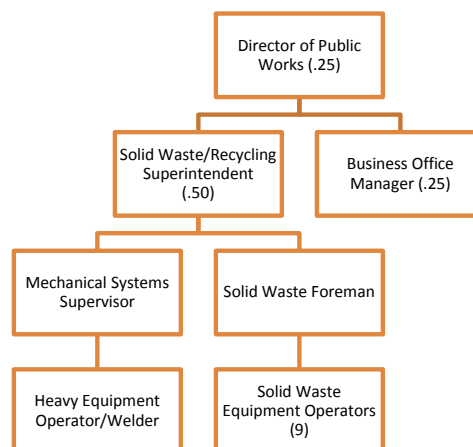 Director of Public
Works (.25)
Solid Waste/Recycling
Superintendent
(.50)
Business Office
Manager (.25)
Mechanical Systems
Supervisor
Solid Waste Foreman
Heavy Equipment
Operator/Welder
Solid Waste
Equipment Operators
(9)